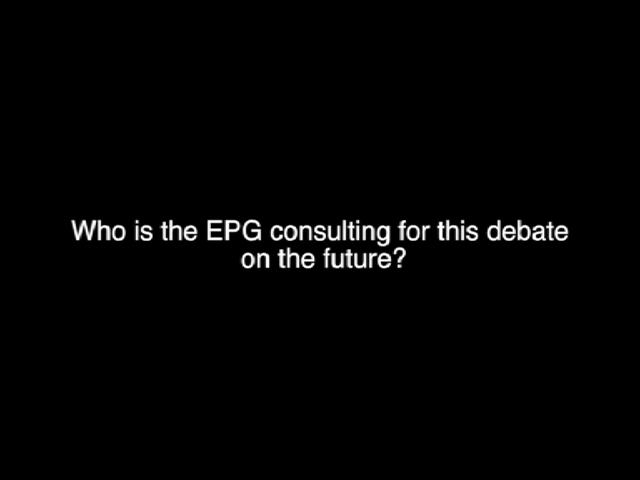 Who is the EPG consulting for this debate
on the future?